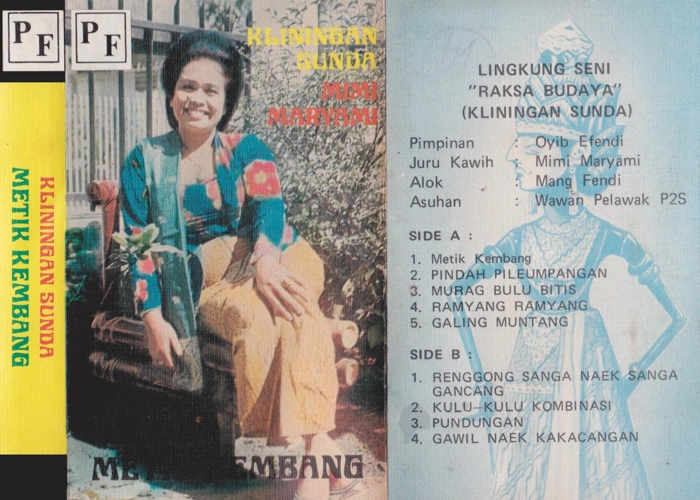 PF
KLININGAN SUNDA
METIK KEMBANG
PF
KLININGAN
SUNDA
MIMI
MARYAMI
METIK KEMBANG
LINGKUNG SENI
"RAKSA BUDAYA"
(KLININGAN SUNDA)
Pimpinan : Oyib Efendi
Juru Kawih : Mimi Maryami
Alok : Mang Fendi
Asuhan : Wawan Pelawak P2S
SIDE A :
1. Metik Kembang
2. PINDAH PILEUMPANGAN
3. MURAG BULU BITIS
4. RAMYANG RAMYANG
5. GALING MUNTANG
SIDE B :
1. RENGGONG SANGA NAEK SANGA
GANCANG
2. KULU-KULU KOMBINASI
3. PUNDUNGAN
4. GAWIL NAEK KAKACANGAN